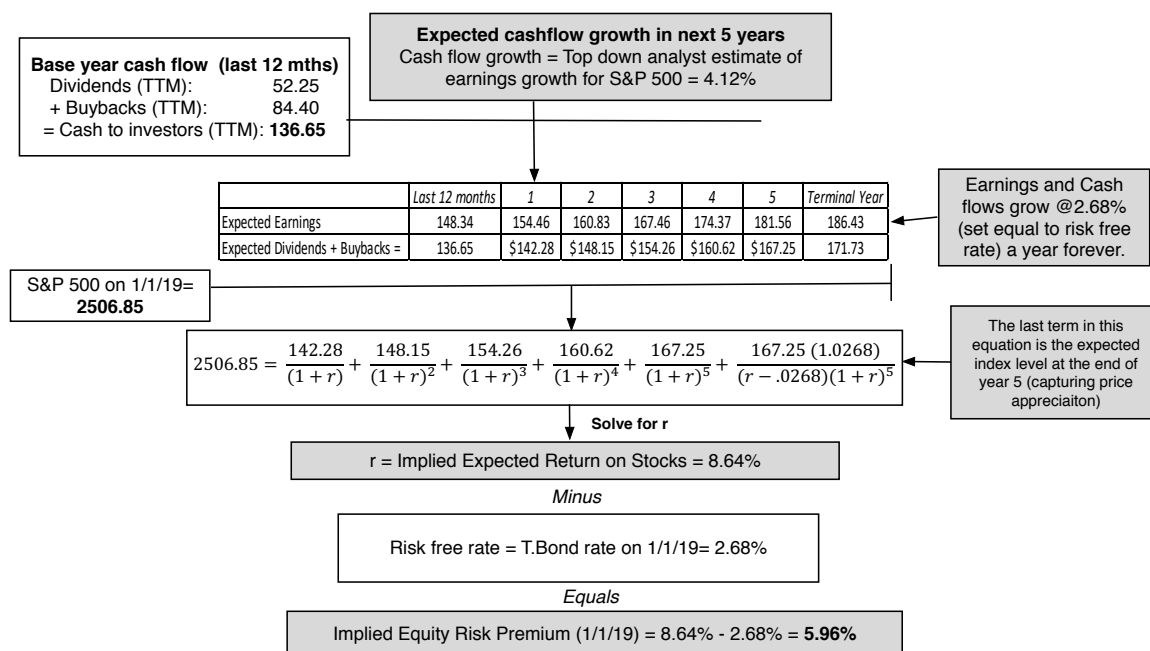 Expected cashflow growth in next 5 years
Cash flow growth = Top down analyst estimate of
earnings growth for S&P 500 = 4.12%
Base year cash flow (last 12 mths)
Dividends (TTM): 52.25
+ Buybacks (TTM): 84.40
= Cash to investors (TTM): 136.65
Last 12 months 1 2 3 4 5 Terminal Year
Expected Earnings 148.34 154.46 160.83 167.46 174.37 181.56 186.43
Expected Dividends + Buybacks = 136.65 $142.28 $148.15 $154.26 $160.62 $167.25 171.73
Earnings and Cash
flows grow @2.68%
(set equal to risk free
rate) a year forever.
S&P 500 on 1/1/19=
2506.85
2506.85 = 142.28/(1 + r) + 148.15/(1 + r)^2 + 154.26/(1 + r)^3 + 160.62/(1 + r)^4 + 167.25/(1 + r)^5 + 167.25 (1.0268)/(r − .0268)(1 + r)^5
The last term in this
equation is the expected
index level at the end of
year 5 (capturing price
appreciaiton)
Solve for r
r = Implied Expected Return on Stocks = 8.64%
Minus
Risk free rate = T.Bond rate on 1/1/19= 2.68%
Equals
Implied Equity Risk Premium (1/1/19) = 8.64% - 2.68% = 5.96%